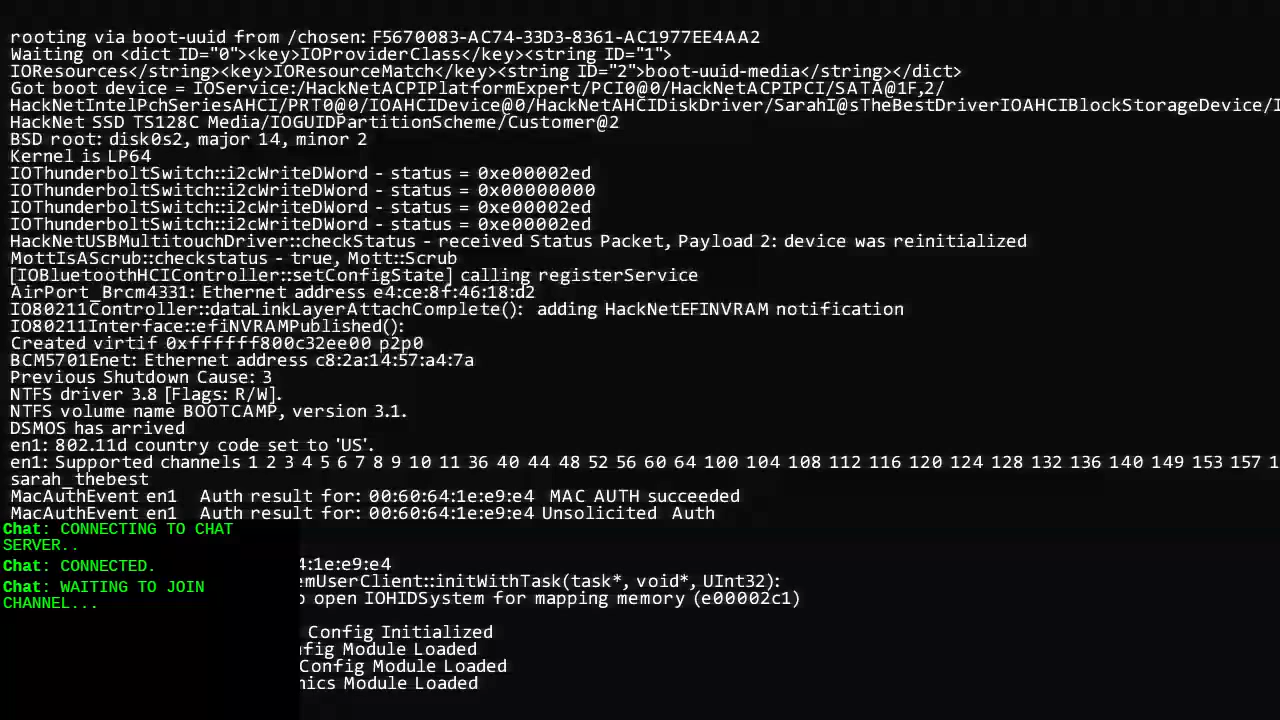 rooting via boot-uuid from /chosen: F5670083-AC74-33D3-8361-AC1977EE4AA2
Waiting on <dict ID="0"><key>IOProviderClass</key><string ID="1">
IOResources</string><key>IOResourceMatch</key><string ID="2">boot-uuid-media</string></dict>
Got boot device = IOService:/HackNetACPIPlatformExpert/PCI0@0/HackNetACPIPCI/SATA@1F,2/
HackNetIntelPchSeriesAHCI/PRT0@0/IOAHCIDevice@0/HackNetAHCIDiskDriver/SarahI@sTheBestDriverIOAHCIBlockStorageDevice/I
HackNet SSD TS128C Media/IOGUIDPartitionScheme/Customer@2
BSD root: disk0s2, major 14, minor 2
Kernel is LP64
IOThunderboltSwitch::i2cWriteDWord - status = 0xe00002ed
IOThunderboltSwitch::i2cWriteDWord - status = 0x00000000
IOThunderboltSwitch::i2cWriteDWord - status = 0xe00002ed
IOThunderboltSwitch::i2cWriteDWord - status = 0xe00002ed
HackNetUSBMultitouchDriver::checkStatus - received Status Packet, Payload 2: device was reinitialized
MottIsAScrub::checkstatus - true, Mott::Scrub
[IOBluetoothHCIController::setConfigState] calling registerService
AirPort_Brcm4331: Ethernet address e4:ce:8f:46:18:d2
IO80211Controller::dataLinkLayerAttachComplete():  adding HackNetEFINVRAM notification
IO80211Interface::efiNVRAMPublished():
Created virtif 0xffffff800c32ee00 p2p0
BCM5701Enet: Ethernet address c8:2a:14:57:a4:7a
Previous Shutdown Cause: 3
NTFS driver 3.8 [Flags: R/W].
NTFS volume name BOOTCAMP, version 3.1.
DSMOS has arrived
en1: 802.11d country code set to 'US'.
en1: Supported channels 1 2 3 4 5 6 7 8 9 10 11 36 40 44 48 52 56 60 64 100 104 108 112 116 120 124 128 132 136 140 149 153 157 1
sarah_thebest
MacAuthEvent en1   Auth result for: 00:60:64:1e:e9:e4  MAC AUTH succeeded
MacAuthEvent en1   Auth result for: 00:60:64:1e:e9:e4 Unsolicited  Auth
Chat: CONNECTING TO CHAT
SERVER..
Chat: CONNECTED.
Chat: WAITING TO JOIN
CHANNEL...
4:1e:e9:e4
emUserClient::initWithTask(task*, void*, UInt32):
open IOHIDSystem for mapping memory (e00002c1)
Config Initialized
fig Module Loaded
Config Module Loaded
ics Module Loaded